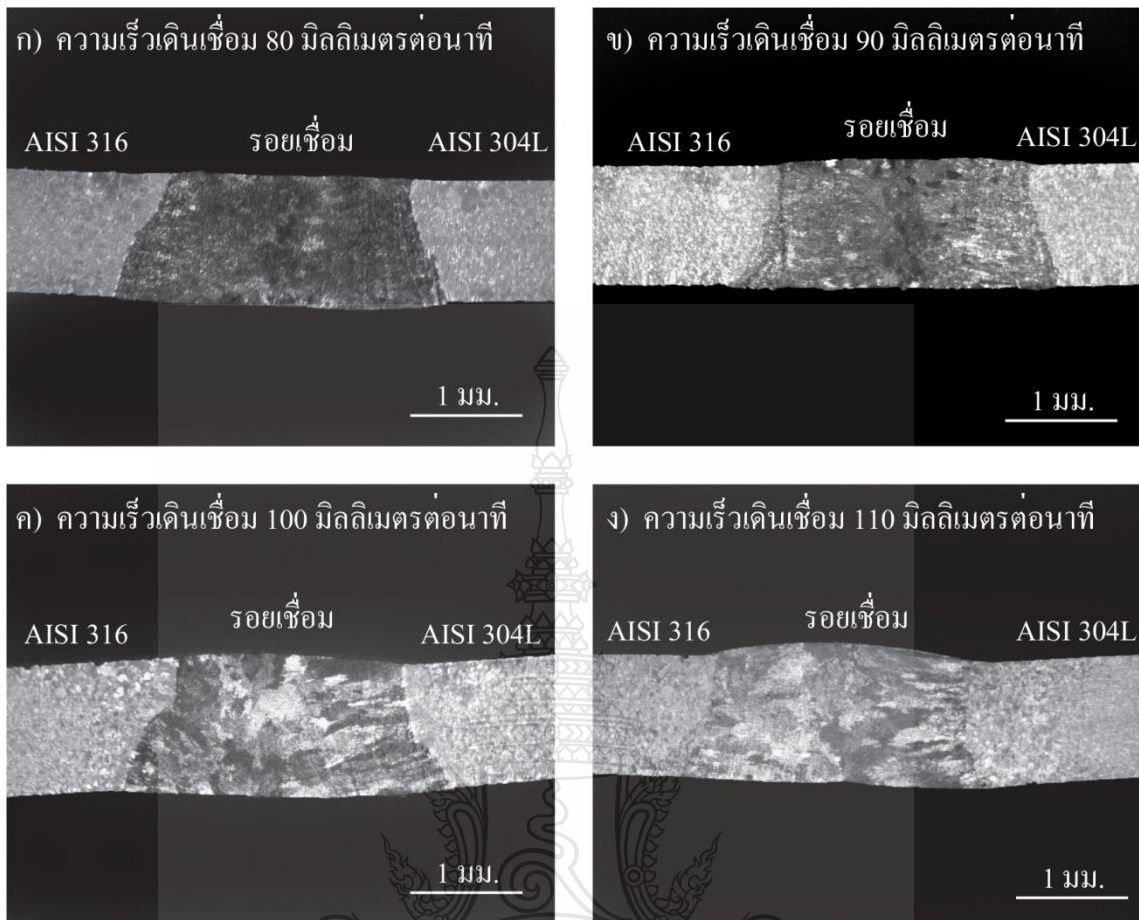 ก) ความเร็วเดินเชื่อม 80 มิลลิเมตรต่อนาที
AISI 316 รอยเชื่อม AISI 304L
1 มม.
ข) ความเร็วเดินเชื่อม 90 มิลลิเมตรต่อนาที
AISI 316 รอยเชื่อม AISI 304L
1 มม.
ค) ความเร็วเดินเชื่อม 100 มิลลิเมตรต่อนาที
AISI 316 รอยเชื่อม AISI 304L
1 มม.
ง) ความเร็วเดินเชื่อม 110 มิลลิเมตรต่อนาที
AISI 316 รอยเชื่อม AISI 304L
1 มม.